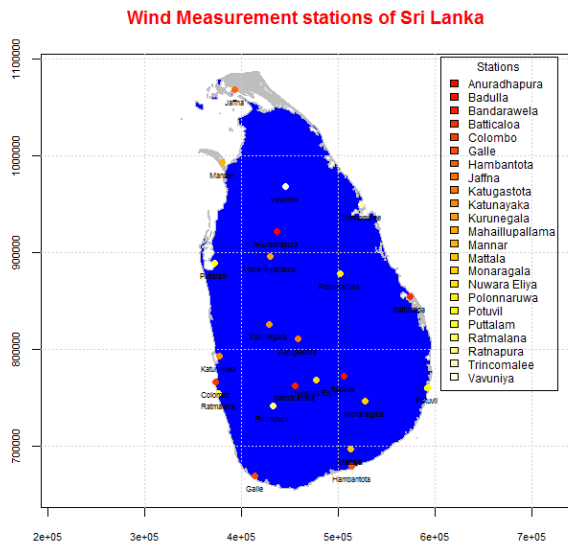 Wind Measurement stations of Sri Lanka
1100000
1000000
900000
800000
700000
2e+05
3e+05
4e+05
5e+05
6e+05
7e+05
Stations
Anuradhapura
Badulla
Bandarawela
Batticaloa
Colombo
Galle
Hambantota
Jaffna
Katugastota
Katunayaka
Kurunegala
Mahaillupallama
Mannar
Mattala
Monaragala
Nuwara Eliya
Polonnaruwa
Potuvil
Puttalam
Ratmalana
Ratnapura
Trincomalee
Vavuniya
Jaffna
Mannar
Vavuniya
Trincomalee
Anuradhapura
Mahaillupallama
Puttalam
Polonnaruwa
Kurunegala
Katugastota
Katunayaka
Colombo
Ratmalana
Badulla
Bandarawela
Ratnapura
Monaragala
Potuvil
Galle
Hambantota